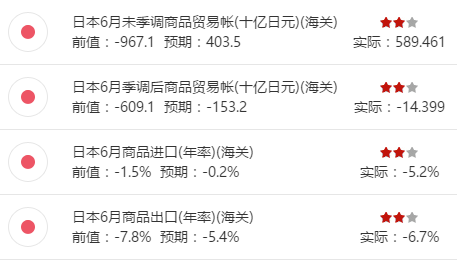 日本6月未季调商品贸易帐(十亿日元)(海关)
前值：-967.1 预期：403.5 实际：589.461
日本6月季调后商品贸易帐(十亿日元)(海关)
前值：-609.1 预期：-153.2 实际：-14.399
日本6月商品进口(年率)(海关)
前值：-1.5% 预期：-0.2% 实际：-5.2%
日本6月商品出口(年率)(海关)
前值：-7.8% 预期：-5.4% 实际：-6.7%